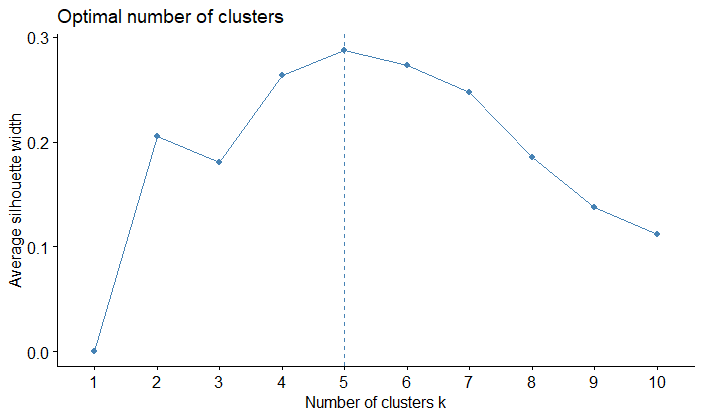 Optimal number of clusters
Average silhouette width
0.3
0.2
0.1
0.0
1 2 3 4 5 6 7 8 9 10
Number of clusters k